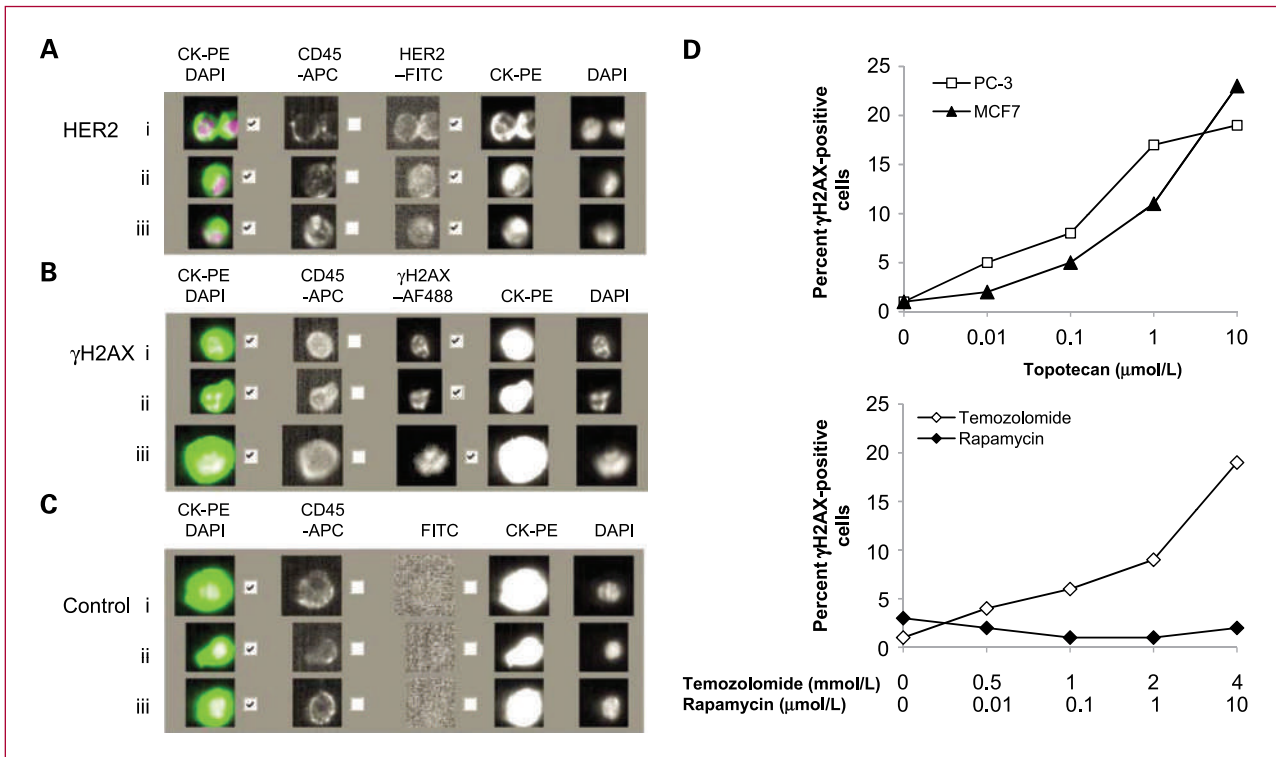 A
CK-PE DAPI
CD45 -APC
HER2 –FITC
CK-PE
DAPI
HER2
i
ii
iii
B
CK-PE DAPI
CD45 -APC
γH2AX –AF488
CK-PE
DAPI
γH2AX
i
ii
iii
C
CK-PE DAPI
CD45 -APC
FITC
CK-PE
DAPI
Control
i
ii
iii
D
Percent γH2AX-positive
cells
25
20
15
10
5
0
PC-3
MCF7
0 0.01 0.1 1 10
Topotecan (μmol/L)
Percent γH2AX-positive
cells
25
20
15
10
5
0
Temozolomide
Rapamycin
Temozolomide (mmol/L) 0 0.5 1 2 4
Rapamycin (μmol/L) 0 0.01 0.1 1 10